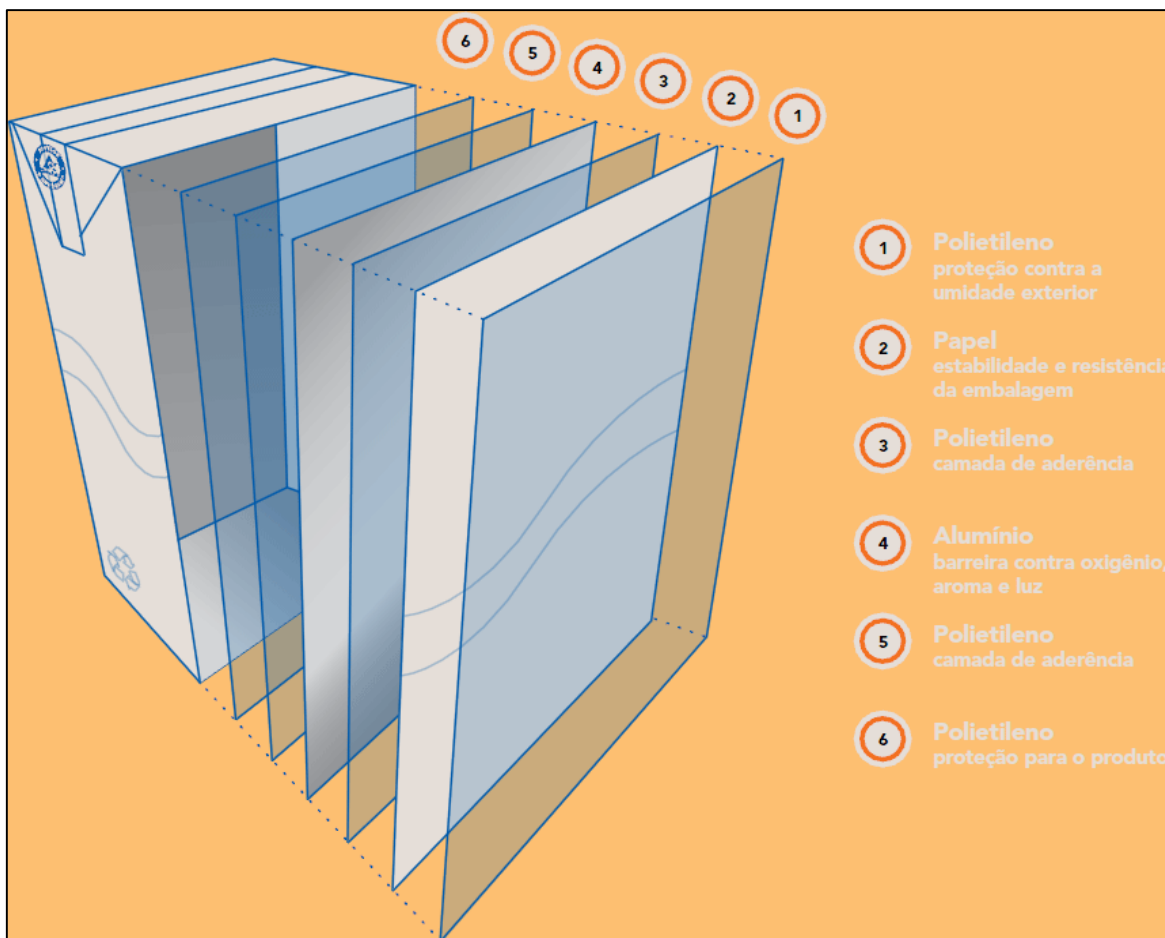 6 5 4 3 2 1
1 Polietileno
proteção contra a
umidade exterior
2 Papel
estabilidade e resistência
da embalagem
3 Polietileno
camada de aderência
4 Alumínio
barreira contra oxigênio,
aroma e luz
5 Polietileno
camada de aderência
6 Polietileno
proteção para o produto